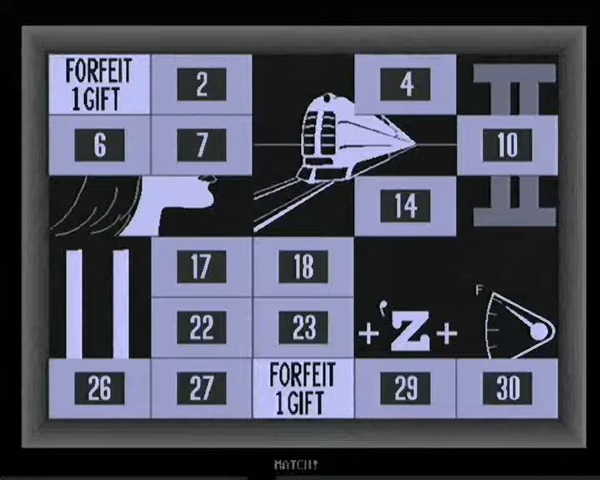 FORFEIT
1 GIFT
2
4
II
6
7
10
14
17
18
F
22
23
+ 'Z +
26
27
FORFEIT
1 GIFT
29
30
MATCH!